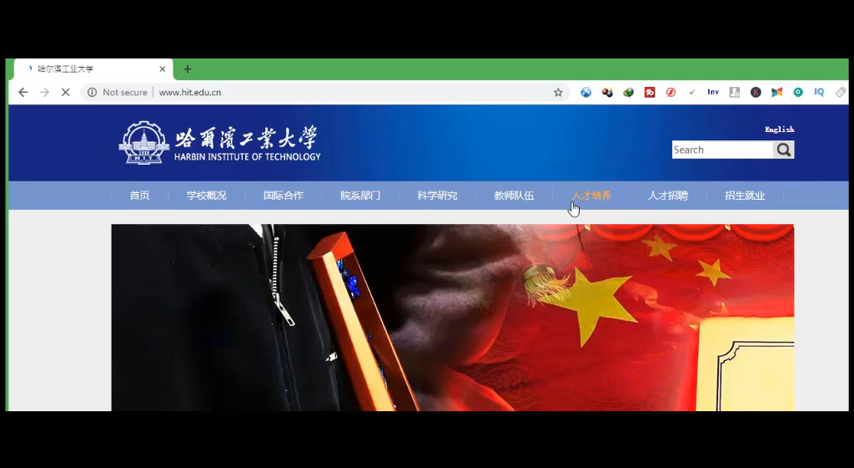 哈尔滨工业大学
Not secure | www.hit.edu.cn
Inv
IQ
哈爾濱工業大學
HARBIN INSTITUTE OF TECHNOLOGY
English
Search
首页 学校概况 国际合作 院系部门 科学研究 教师队伍 人才培养 人才招聘 招生就业